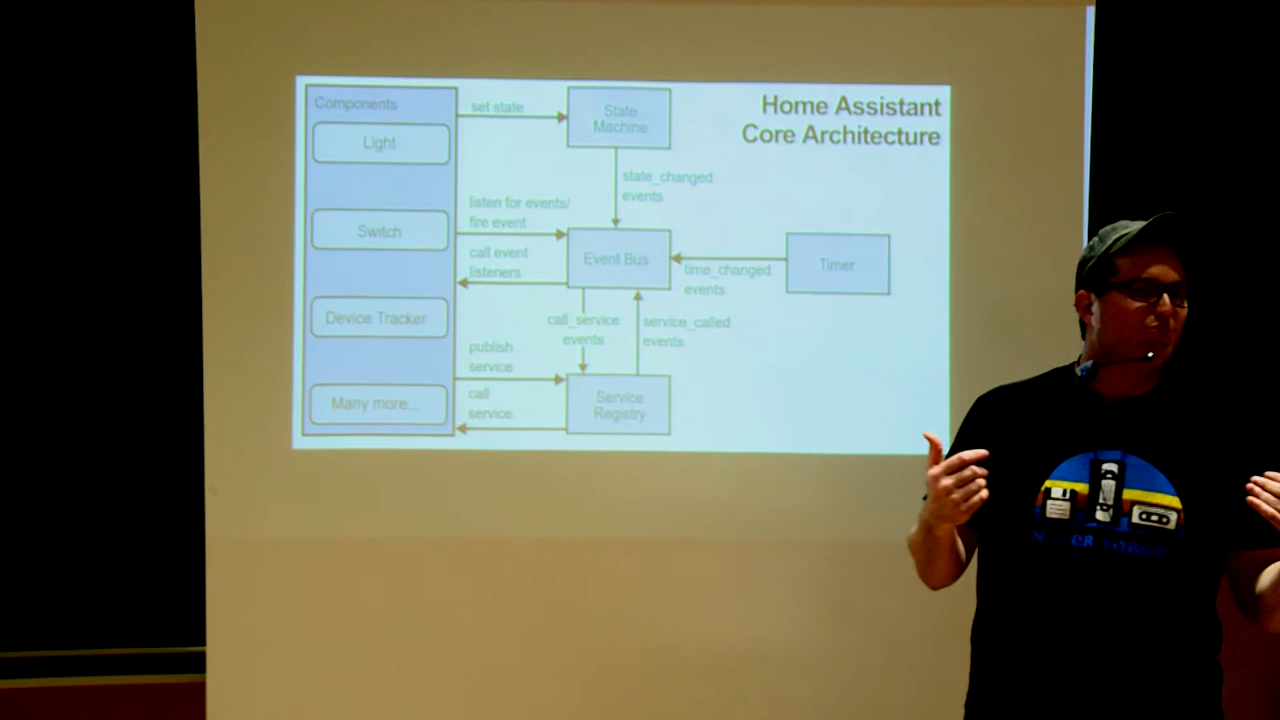 Home Assistant
Core Architecture
Components
Light
Switch
Device Tracker
Many more...
set state
State
Machine
state_changed
events
listen for events/
fire event
call event
listeners
Event Bus
time_changed
events
Timer
call_service
events
service_called
events
publish
service
call
service
Service
Registry